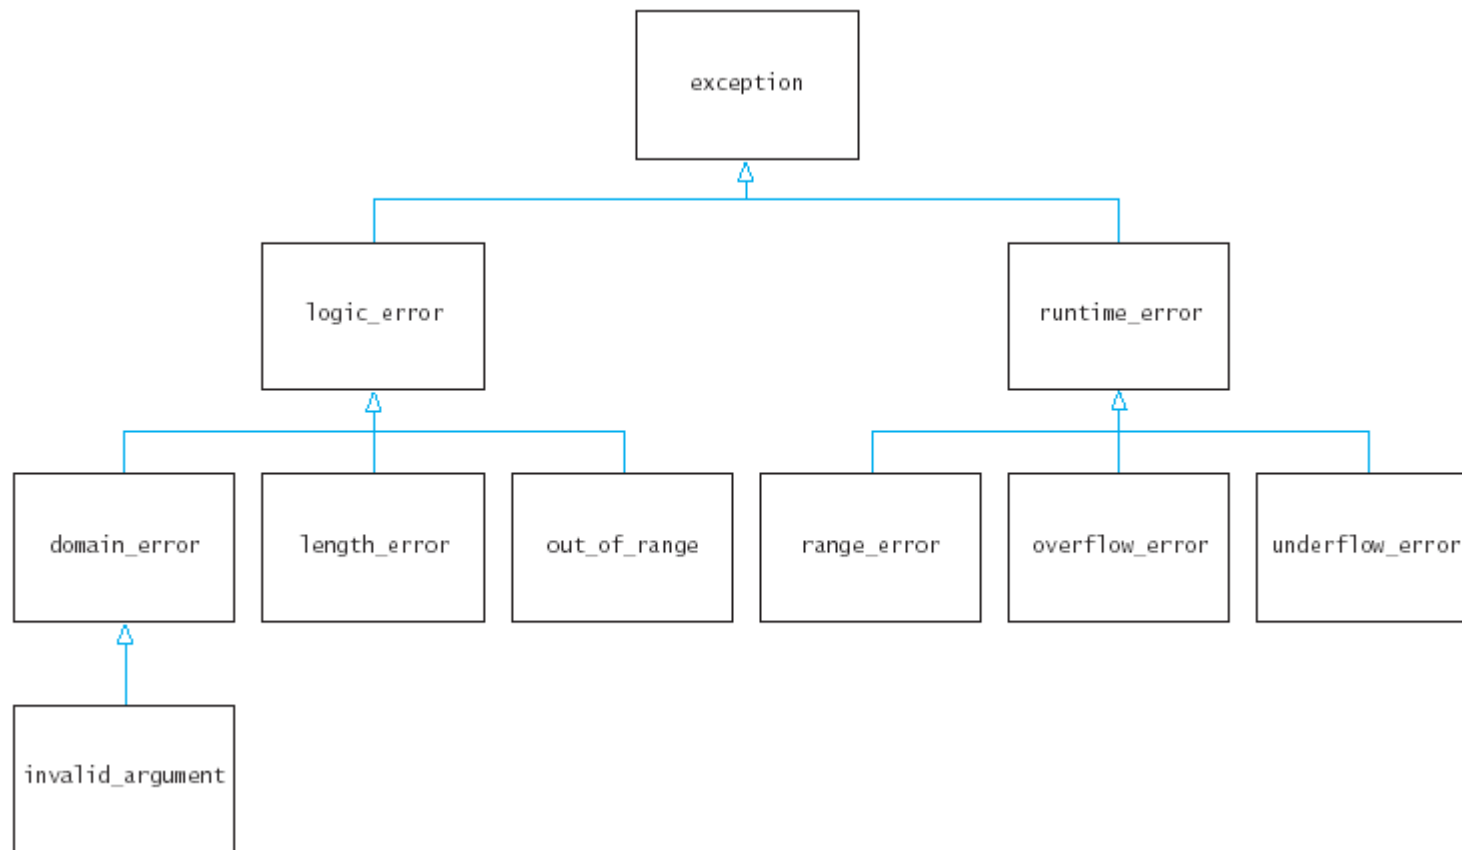 exception
logic_error
runtime_error
domain_error
length_error
out_of_range
range_error
overflow_error
underflow_error
invalid_argument